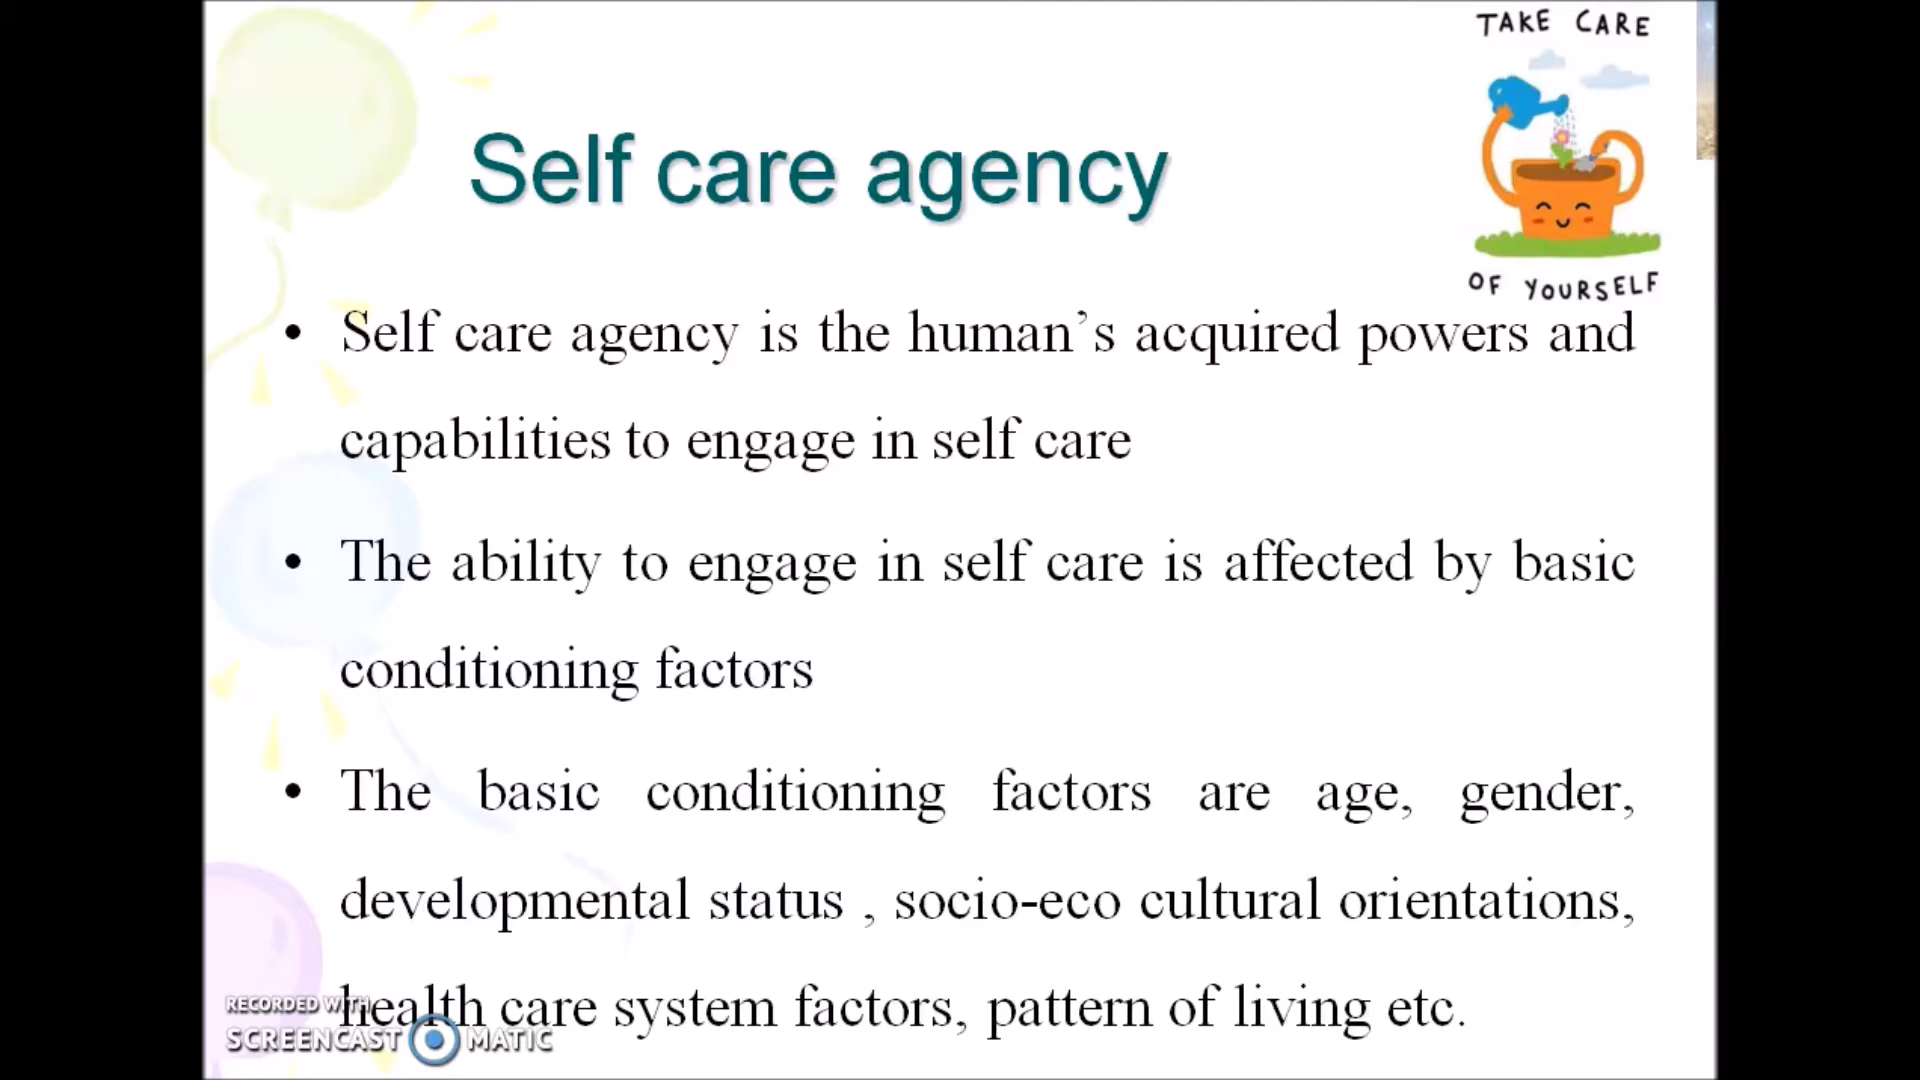 TAKE CARE
OF YOURSELF
Self care agency
• Self care agency is the human’s acquired powers and
capabilities to engage in self care
• The ability to engage in self care is affected by basic
conditioning factors
• The basic conditioning factors are age, gender,
developmental status , socio-eco cultural orientations,
health care system factors, pattern of living etc.
RECORDED WITH
SCREENCAST MATIC